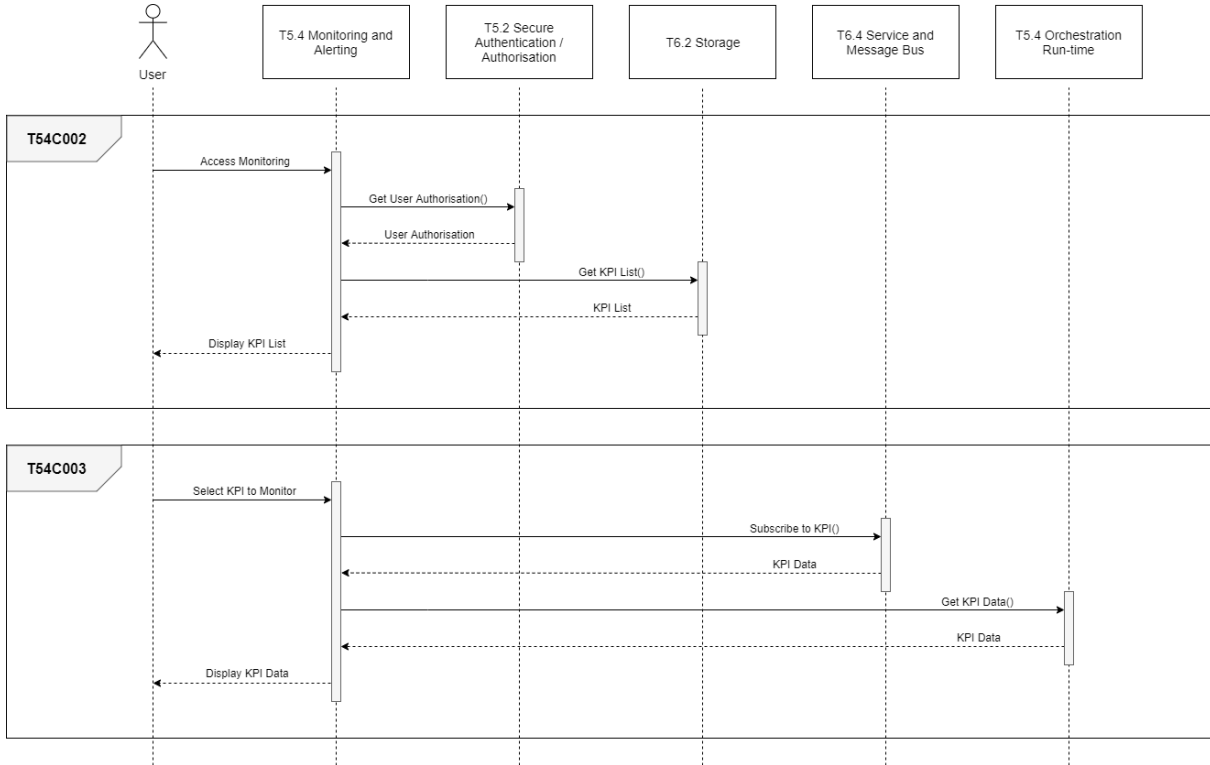 User
T5.4 Monitoring and
Alerting
T5.2 Secure
Authentication /
Authorisation
T6.2 Storage
T6.4 Service and
Message Bus
T5.4 Orchestration
Run-time
T54C002
Access Monitoring
Get User Authorisation()
User Authorisation
Get KPI List()
KPI List
Display KPI List
T54C003
Select KPI to Monitor
Subscribe to KPI()
KPI Data
Get KPI Data()
KPI Data
Display KPI Data